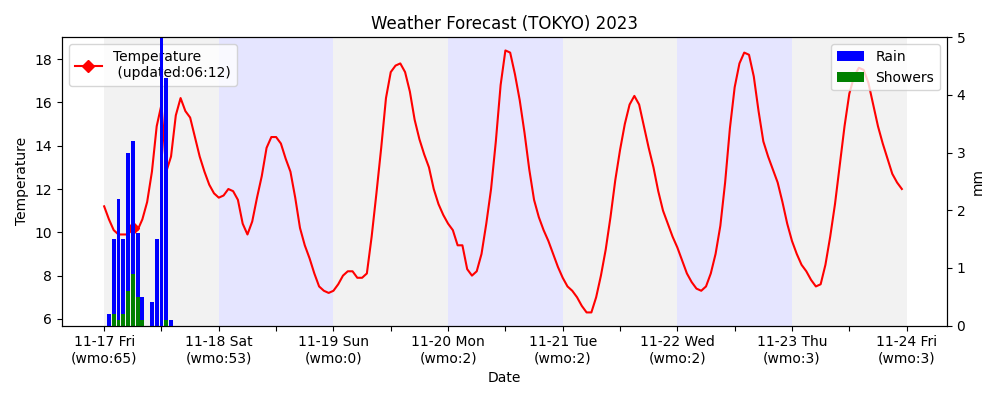 Weather Forecast (TOKYO) 2023
Temperature
(updated:06:12)
Rain
Showers
Temperature
18
16
14
12
10
8
6
5
4
3
2
1
0
mm
11-17 Fri
(wmo:65)
11-18 Sat
(wmo:53)
11-19 Sun
(wmo:0)
11-20 Mon
(wmo:2)
11-21 Tue
(wmo:2)
11-22 Wed
(wmo:2)
11-23 Thu
(wmo:3)
11-24 Fri
(wmo:3)
Date